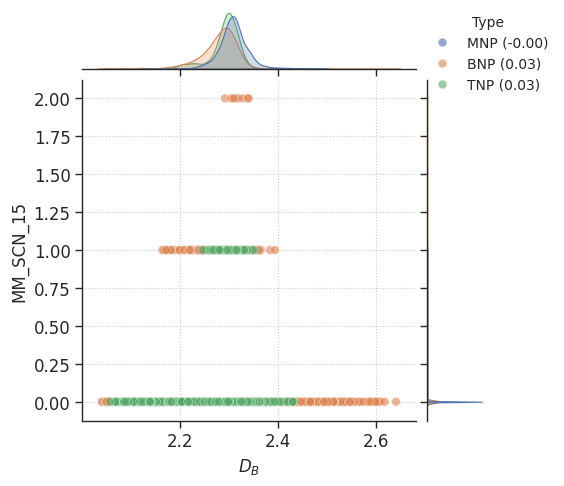 Type
MNP (-0.00)
BNP (0.03)
TNP (0.03)
MM_SCN_15
2.00
1.75
1.50
1.25
1.00
0.75
0.50
0.25
0.00
2.2 2.4 2.6
D_B